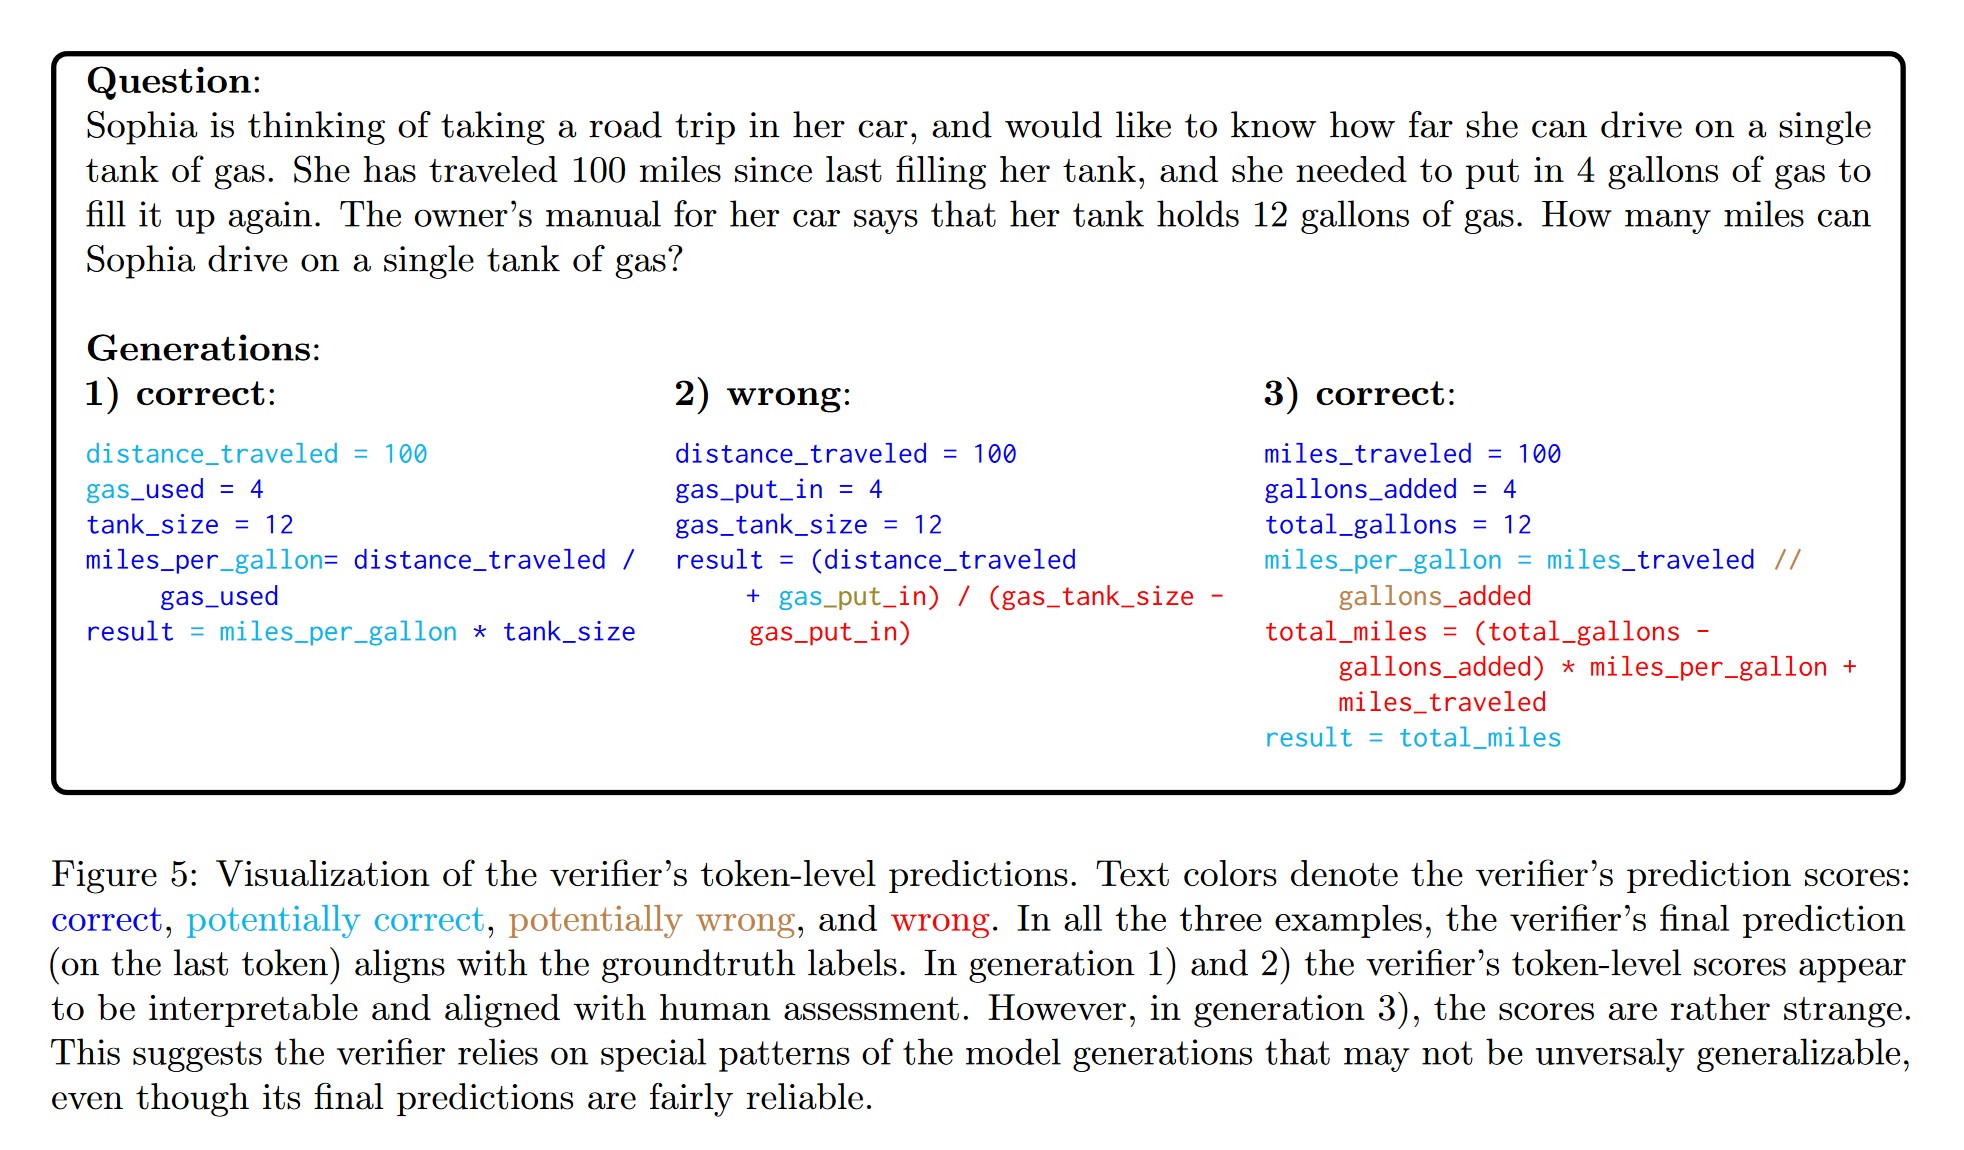 Question:
Sophia is thinking of taking a road trip in her car, and would like to know how far she can drive on a single
tank of gas. She has traveled 100 miles since last filling her tank, and she needed to put in 4 gallons of gas to
fill it up again. The owner's manual for her car says that her tank holds 12 gallons of gas. How many miles can
Sophia drive on a single tank of gas?
Generations:
1) correct:
distance_traveled = 100
gas_used = 4
tank_size = 12
miles_per_gallon= distance_traveled /
gas_used
result = miles_per_gallon * tank_size
2) wrong:
distance_traveled = 100
gas_put_in = 4
gas_tank_size = 12
result = (distance_traveled
+ gas_put_in) / (gas_tank_size -
gas_put_in)
3) correct:
miles_traveled = 100
gallons_added = 4
total_gallons = 12
miles_per_gallon = miles_traveled //
gallons_added
total_miles = (total_gallons -
gallons_added) * miles_per_gallon +
miles_traveled
result = total_miles
Figure 5: Visualization of the verifier's token-level predictions. Text colors denote the verifier's prediction scores:
correct, potentially correct, potentially wrong, and wrong. In all the three examples, the verifier's final prediction
(on the last token) aligns with the groundtruth labels. In generation 1) and 2) the verifier's token-level scores appear
to be interpretable and aligned with human assessment. However, in generation 3), the scores are rather strange.
This suggests the verifier relies on special patterns of the model generations that may not be unversaly generalizable,
even though its final predictions are fairly reliable.